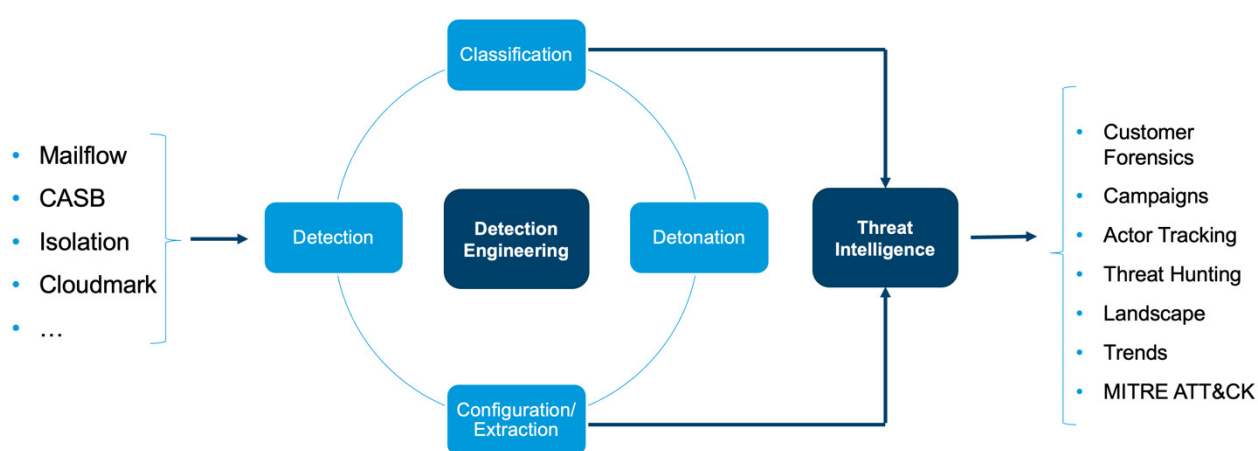 Mailflow
CASB
Isolation
Cloudmark
…
Classification
Detection
Detection
Engineering
Detonation
Configuration/
Extraction
Threat
Intelligence
Customer
Forensics
Campaigns
Actor Tracking
Threat Hunting
Landscape
Trends
MITRE ATT&CK